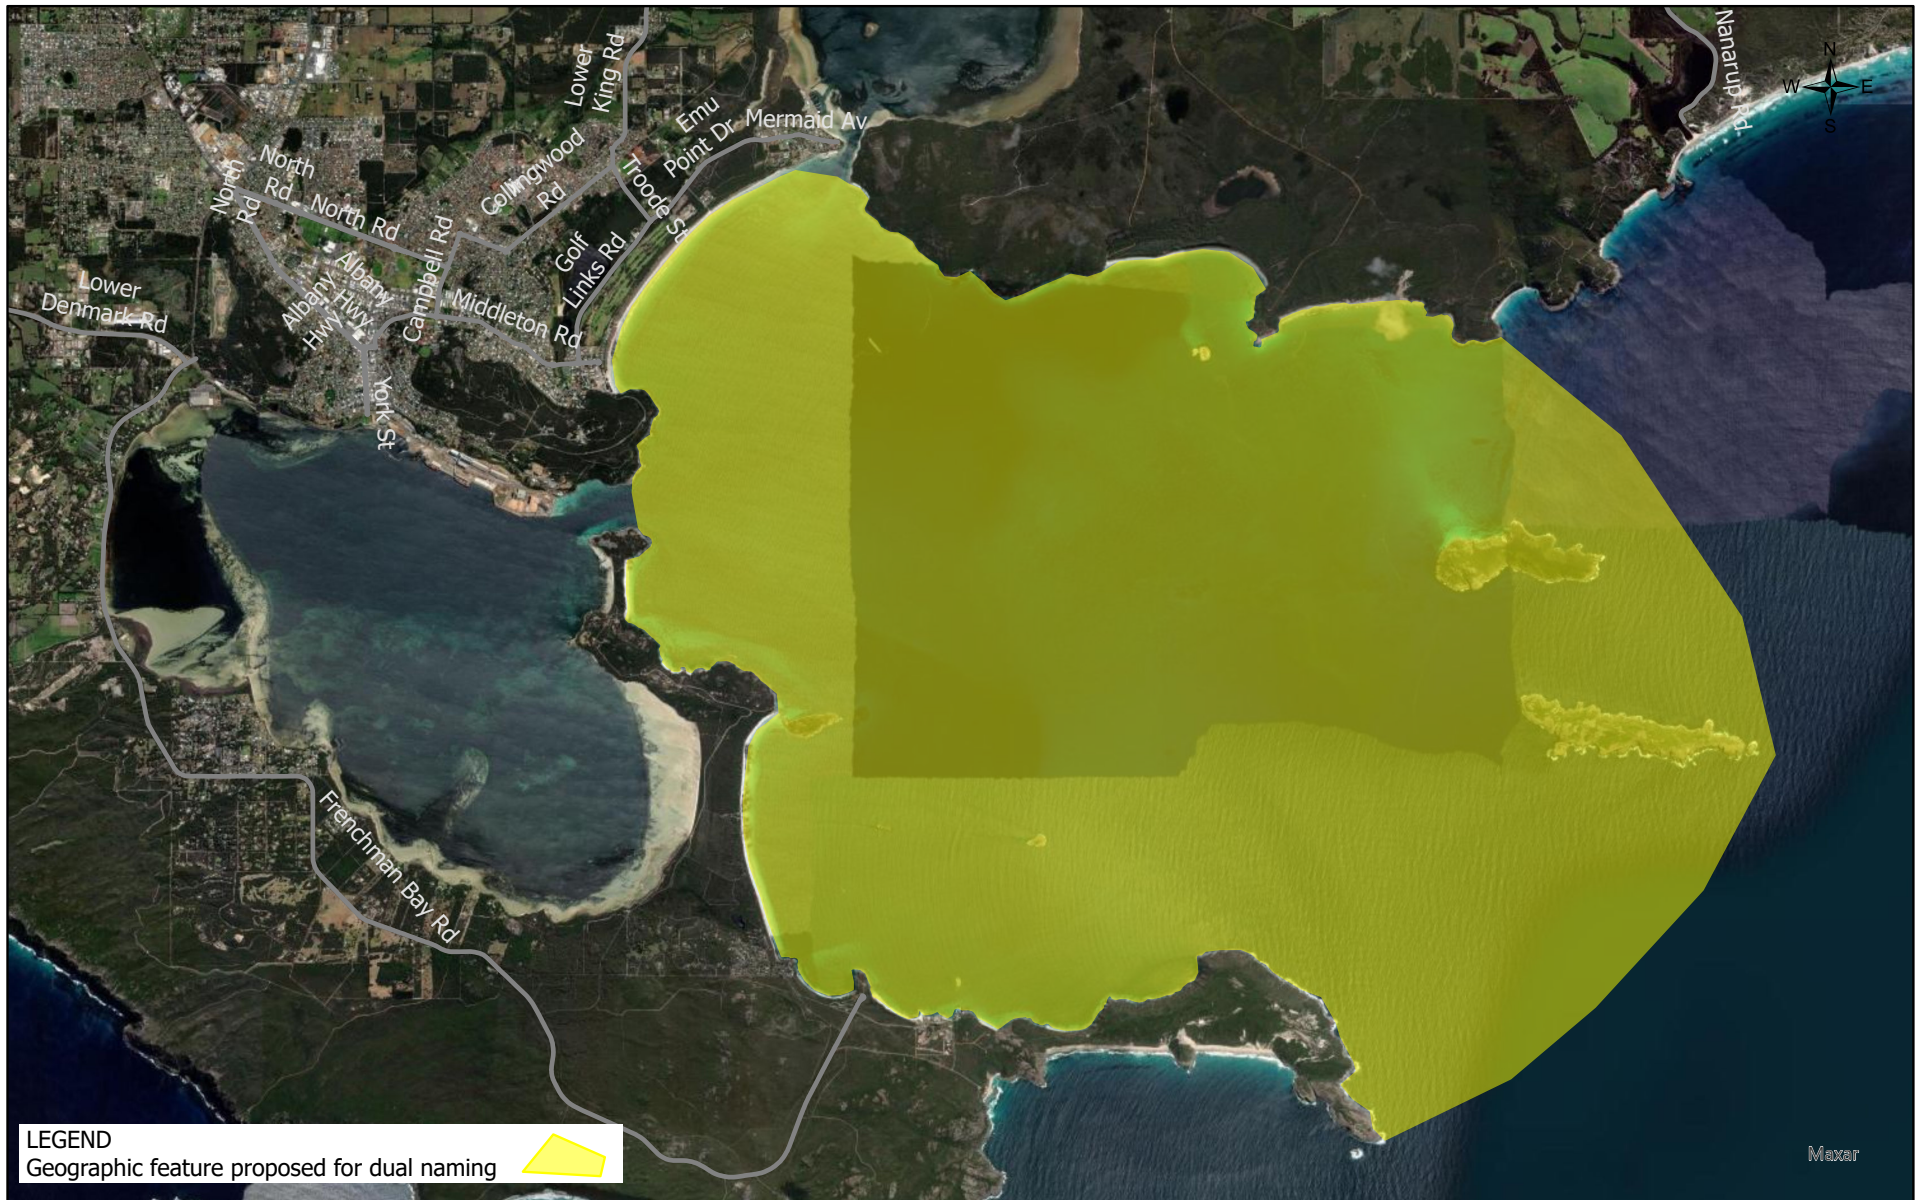 Nanarup Rd
N
W E
S
Lower
King Rd
Emu
Point Dr
Mermaid Av
Collingwood
Rd
Troode St
North
Rd
North
Rd
North Rd
Golf
Links Rd
Campbell Rd
Albany
Hwy
Albany
Hwy
Middleton Rd
Lower
Denmark Rd
York St
Frenchman Bay Rd
LEGEND
Geographic feature proposed for dual naming
Maxar